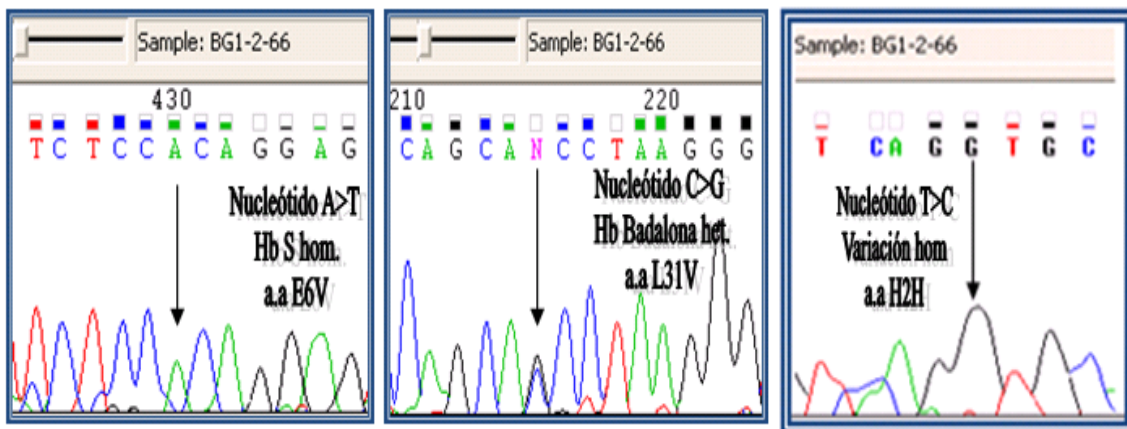 Sample: BG1-2-66
430
T C T C C A C A G G A G
Nucleótido A>T
Hb S hom.
a.a E6V
Sample: BG1-2-66
210 220
C A G C A N C C T A A G G G
Nucleótido C>G
Hb Badalona het.
a.a L31V
Sample: BG1-2-66
T C A G G T G C
Nucleótido T>C
Variación hom
a.a H2H